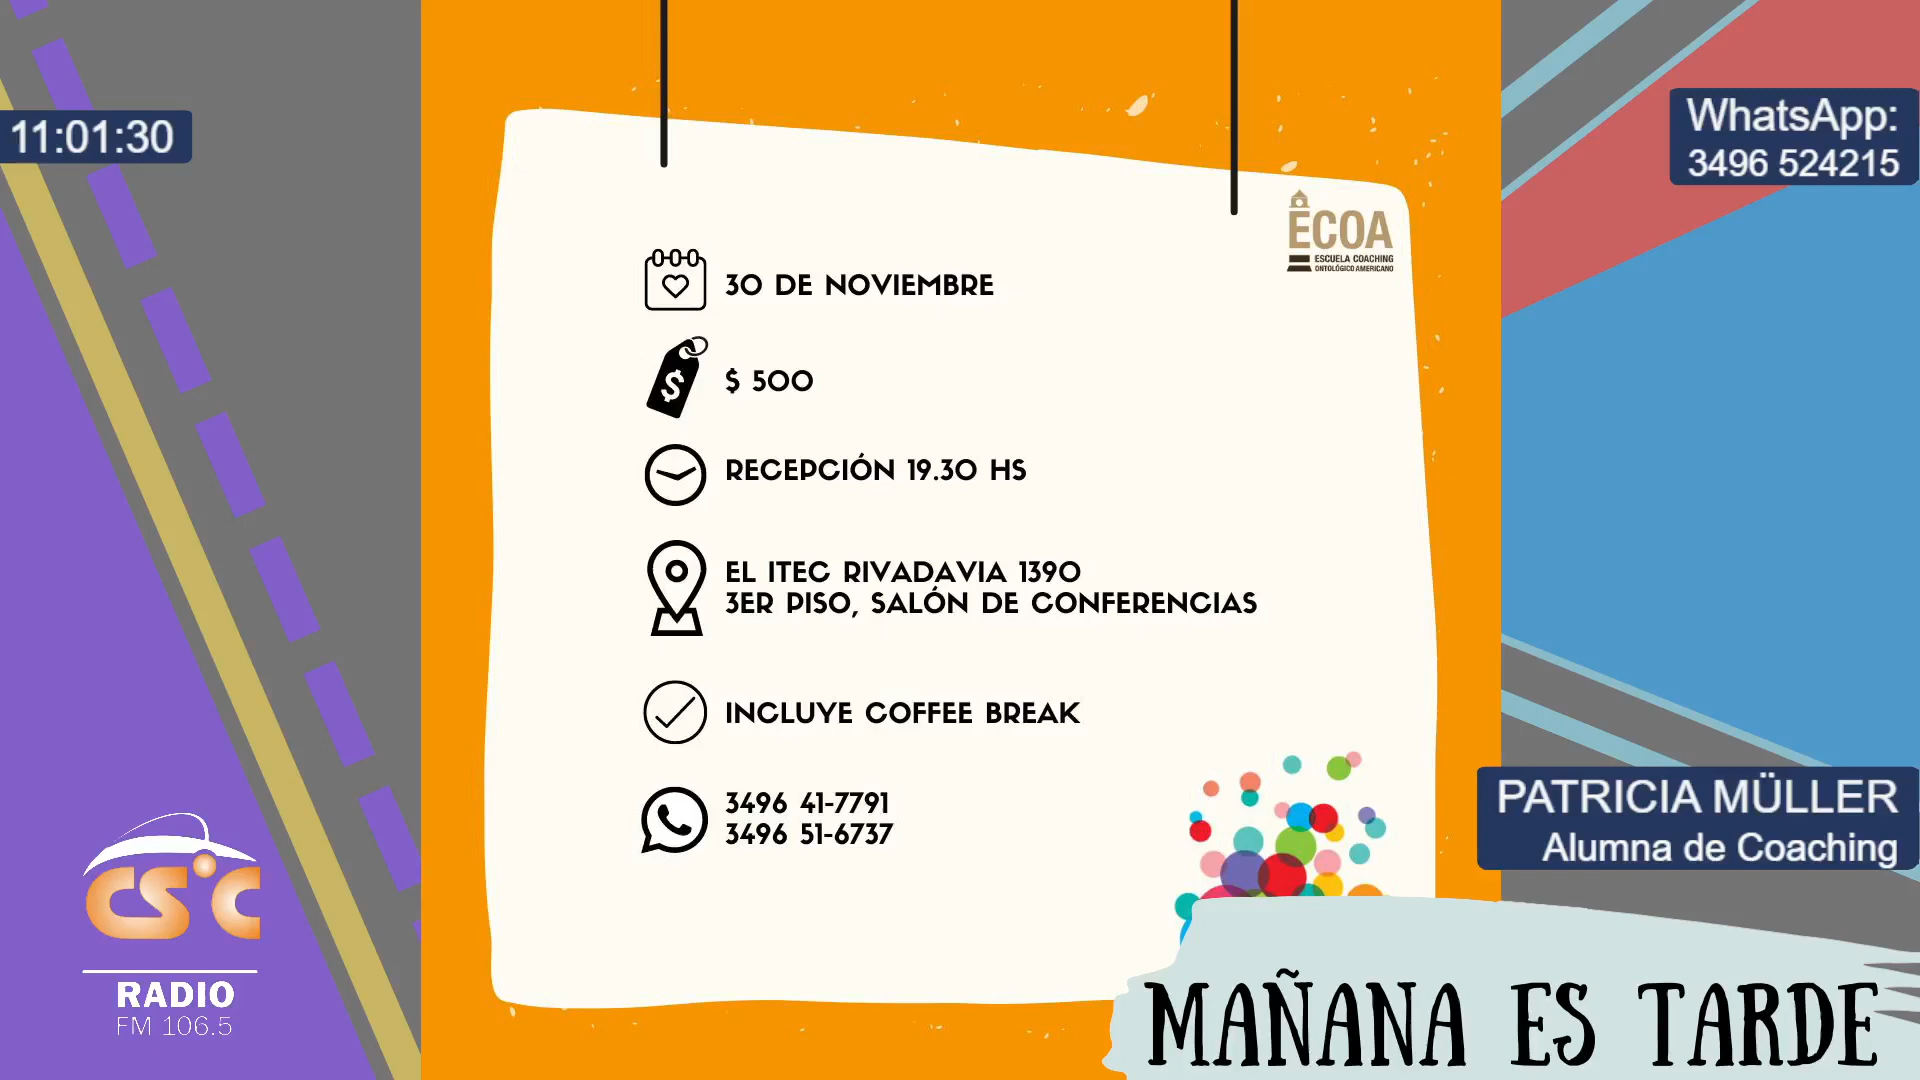 11:01:30
WhatsApp:
3496 524215
ECOA
ESCUELA COACHING
ONTOLÓGICO AMERICANO
30 DE NOVIEMBRE
$
$ 500
RECEPCIÓN 19.30 HS
EL ITEC RIVADAVIA 1390
3ER PISO, SALÓN DE CONFERENCIAS
INCLUYE COFFEE BREAK
3496 41-7791
3496 51-6737
PATRICIA MÜLLER
Alumna de Coaching
CSC
RADIO
FM 106.5
MAÑANA ES TARDE